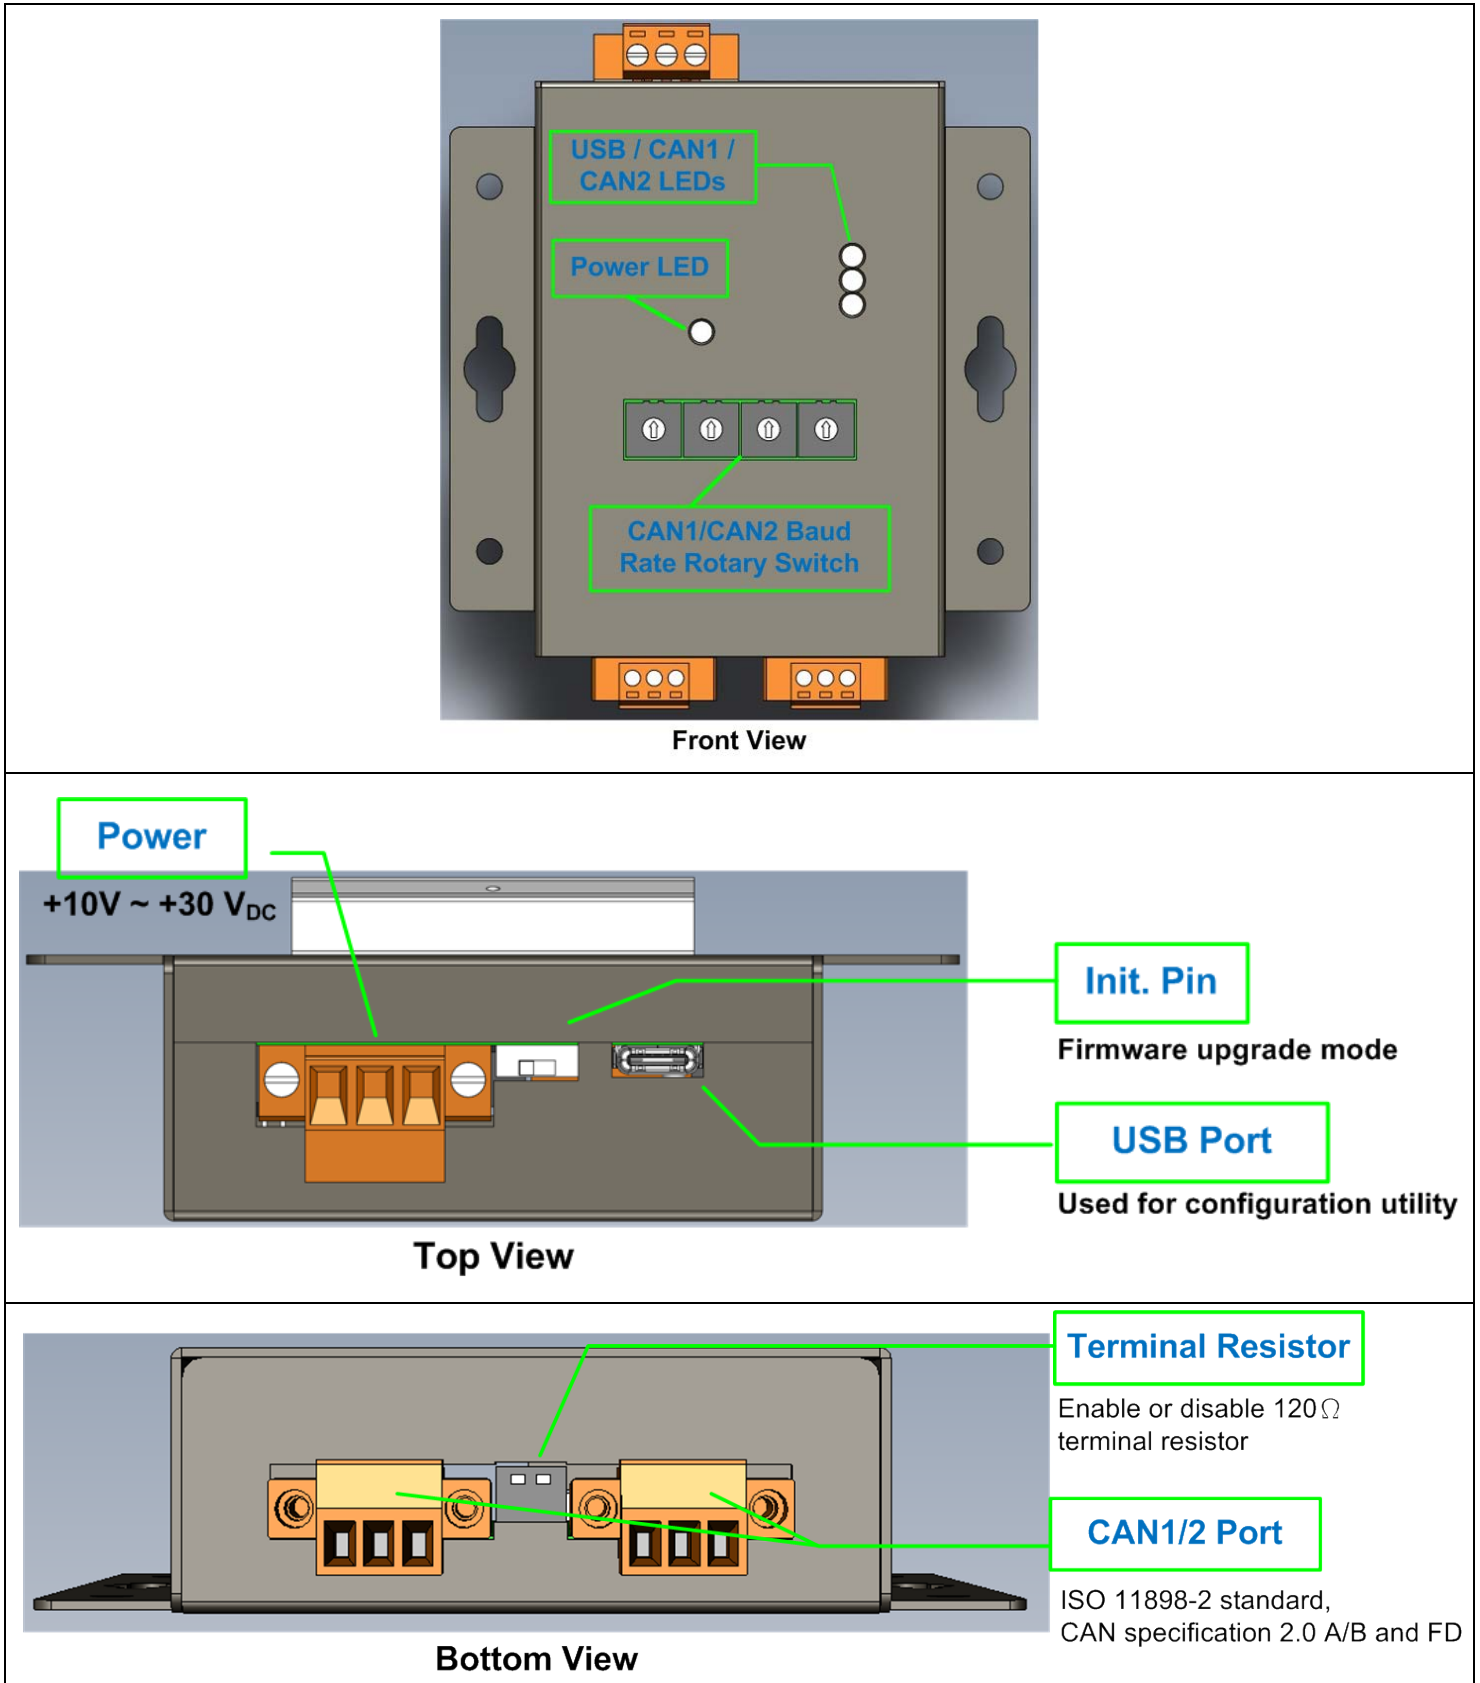 USB / CAN1 /
CAN2 LEDs
Power LED
CAN1/CAN2 Baud
Rate Rotary Switch
Front View
Power
+10V ~ +30 VDC
Init. Pin
Firmware upgrade mode
USB Port
Used for configuration utility
Top View
Terminal Resistor
Enable or disable 120Ω
terminal resistor
CAN1/2 Port
ISO 11898-2 standard,
CAN specification 2.0 A/B and FD
Bottom View